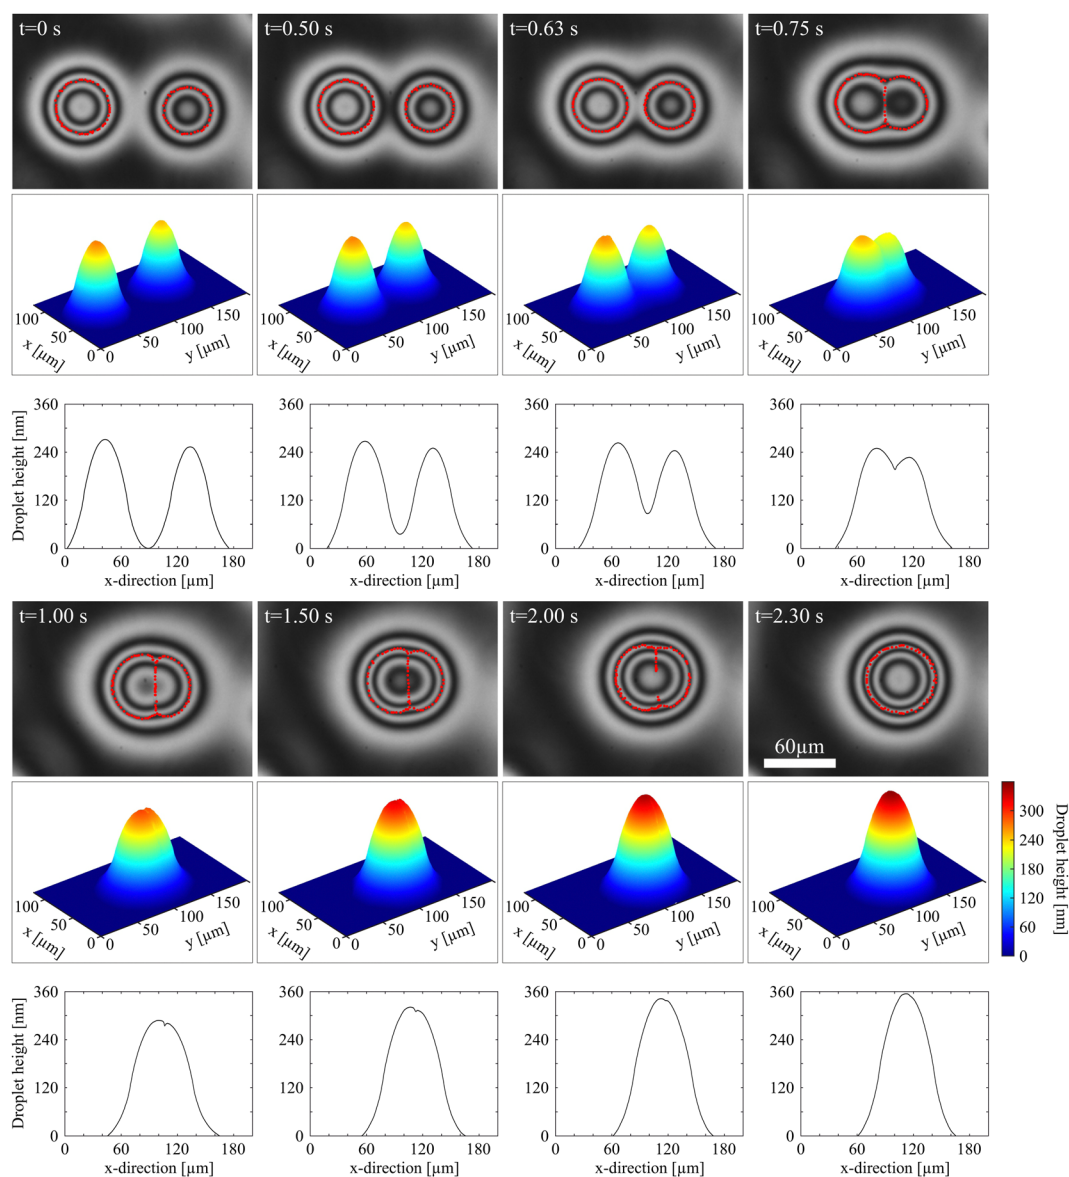 t=0 s
t=0.50 s
t=0.63 s
t=0.75 s
100
50
0
x [µm]
0
50
100
150
y [µm]
100
50
0
x [µm]
0
50
100
150
y [µm]
100
50
0
x [µm]
0
50
100
150
y [µm]
100
50
0
x [µm]
0
50
100
150
y [µm]
Droplet height [nm]
360
240
120
0
0 60 120 180
x-direction [µm]
360
240
120
0
0 60 120 180
x-direction [µm]
360
240
120
0
0 60 120 180
x-direction [µm]
360
240
120
0
0 60 120 180
x-direction [µm]
t=1.00 s
t=1.50 s
t=2.00 s
t=2.30 s
60µm
100
50
0
x [µm]
0
50
100
150
y [µm]
100
50
0
x [µm]
0
50
100
150
y [µm]
100
50
0
x [µm]
0
50
100
150
y [µm]
100
50
0
x [µm]
0
50
100
150
y [µm]
300
240
180
120
60
0
Droplet height [nm]
Droplet height [nm]
360
240
120
0
0 60 120 180
x-direction [µm]
360
240
120
0
0 60 120 180
x-direction [µm]
360
240
120
0
0 60 120 180
x-direction [µm]
360
240
120
0
0 60 120 180
x-direction [µm]